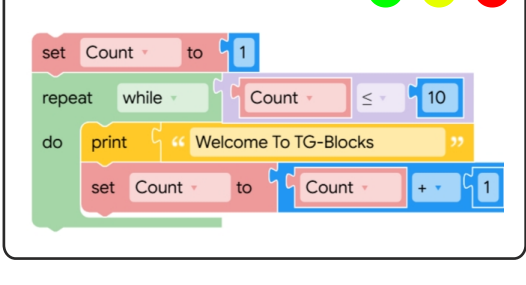 set Count to 1
repeat while Count ≤ 10
do print “ Welcome To TG-Blocks ”
set Count to Count + 1